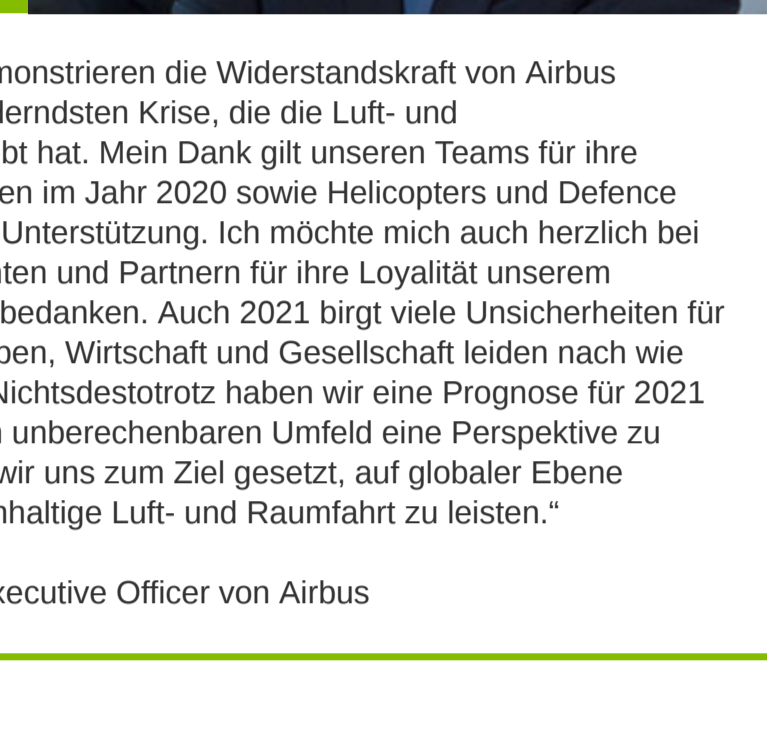 monstrieren die Widerstandskraft von Airbus
derndsten Krise, die die Luft- und
bt hat. Mein Dank gilt unseren Teams für ihre
en im Jahr 2020 sowie Helicopters und Defence
Unterstützung. Ich möchte mich auch herzlich bei
nten und Partnern für ihre Loyalität unserem
bedanken. Auch 2021 birgt viele Unsicherheiten für
ben, Wirtschaft und Gesellschaft leiden nach wie
Nichtsdestotrotz haben wir eine Prognose für 2021
n unberechenbaren Umfeld eine Perspektive zu
wir uns zum Ziel gesetzt, auf globaler Ebene
hhaltige Luft- und Raumfahrt zu leisten.“
xecutive Officer von Airbus